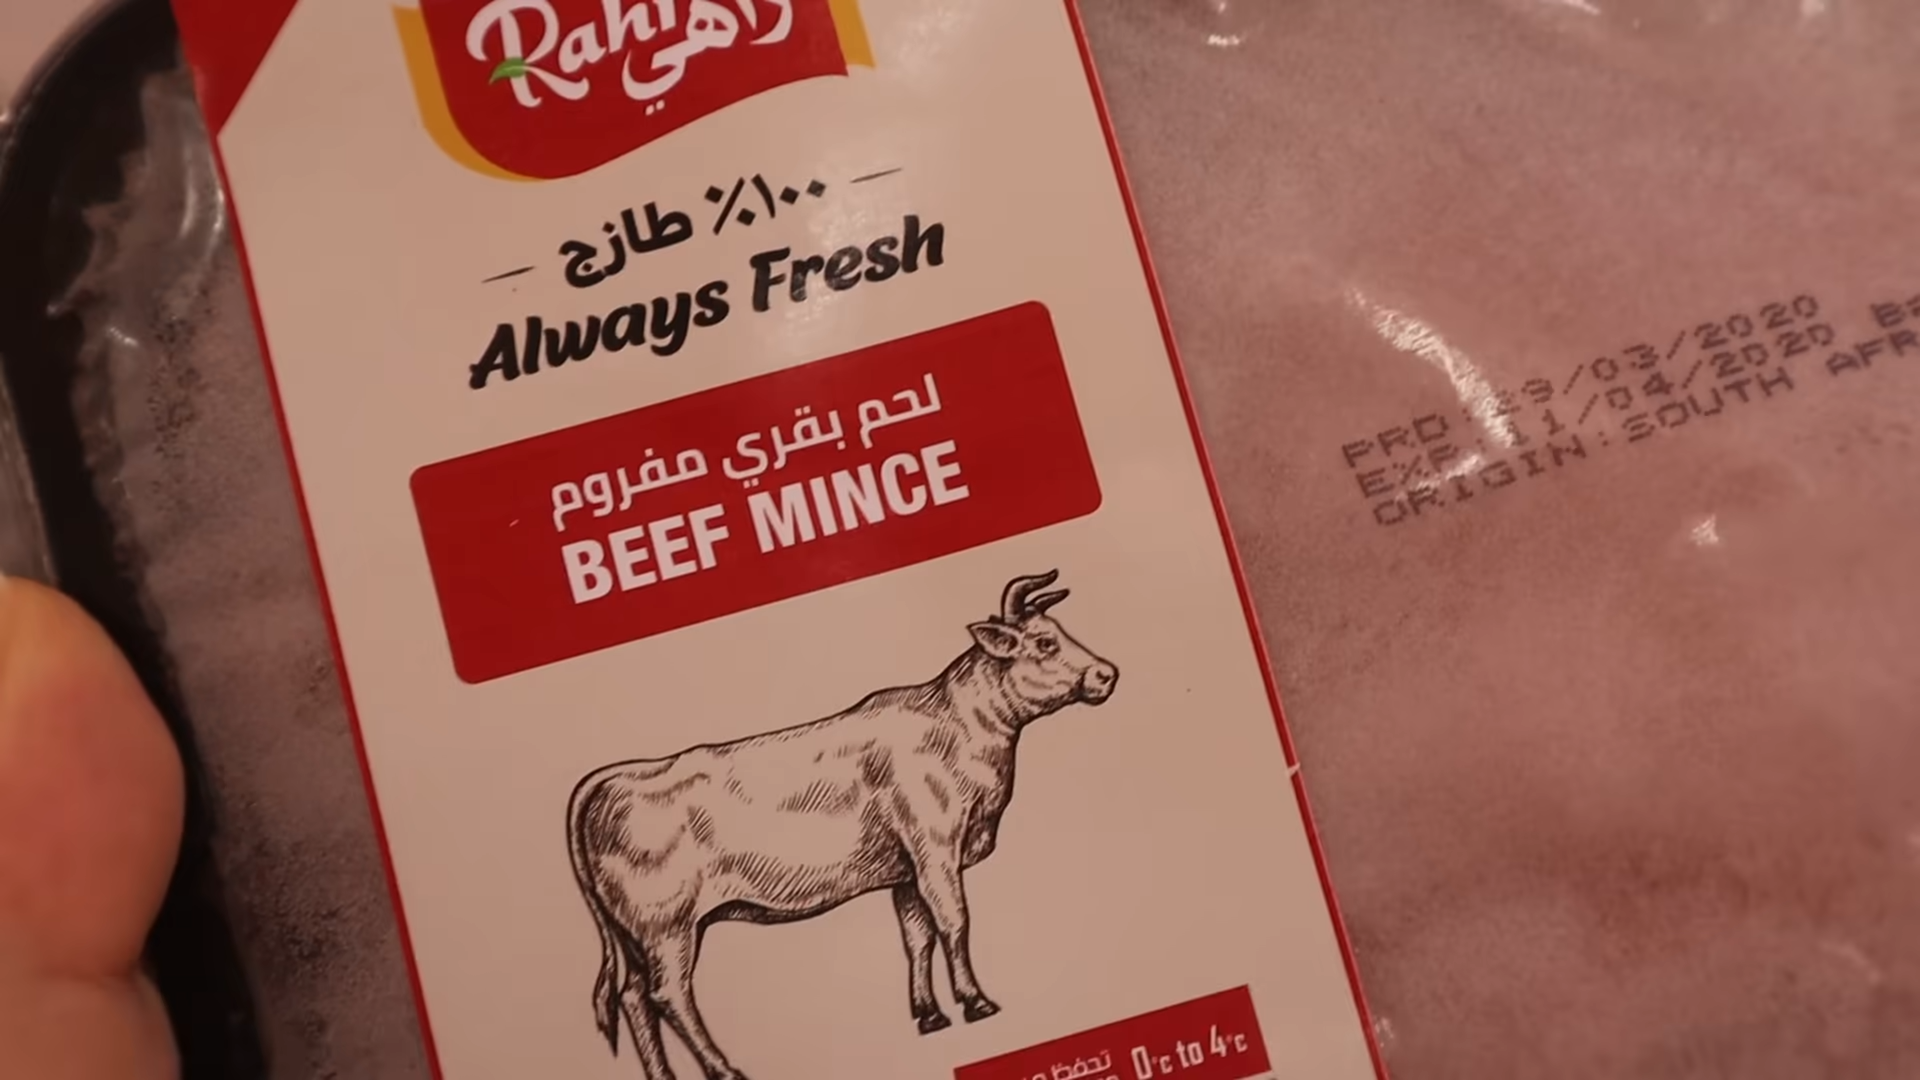 Rahi
راهي
١٠٠٪ طازج
Always Fresh
لحم بقري مفروم
BEEF MINCE
تحفظ
0°c to 4°c
PRD 29/03/2020
EXP:11/04/2020
ORIGIN:SOUTH